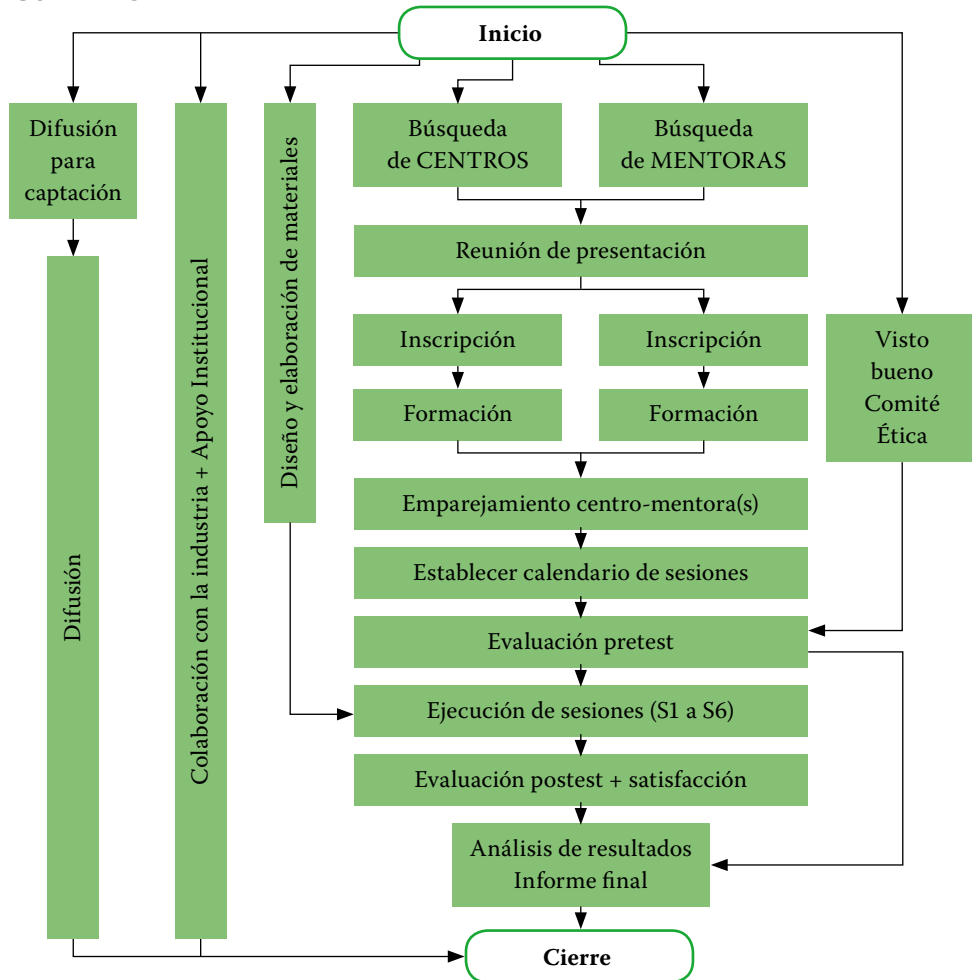 Inicio
Difusión
para
captación
Colaboración con la industria + Apoyo Institucional
Diseño y elaboración de materiales
Búsqueda
de CENTROS
Búsqueda
de MENTORAS
Reunión de presentación
Inscripción
Inscripción
Visto
bueno
Comité
Ética
Formación
Formación
Emparejamiento centro-mentora(s)
Establecer calendario de sesiones
Difusión
Evaluación pretest
Ejecución de sesiones (S1 a S6)
Evaluación postest + satisfacción
Análisis de resultados
Informe final
Cierre